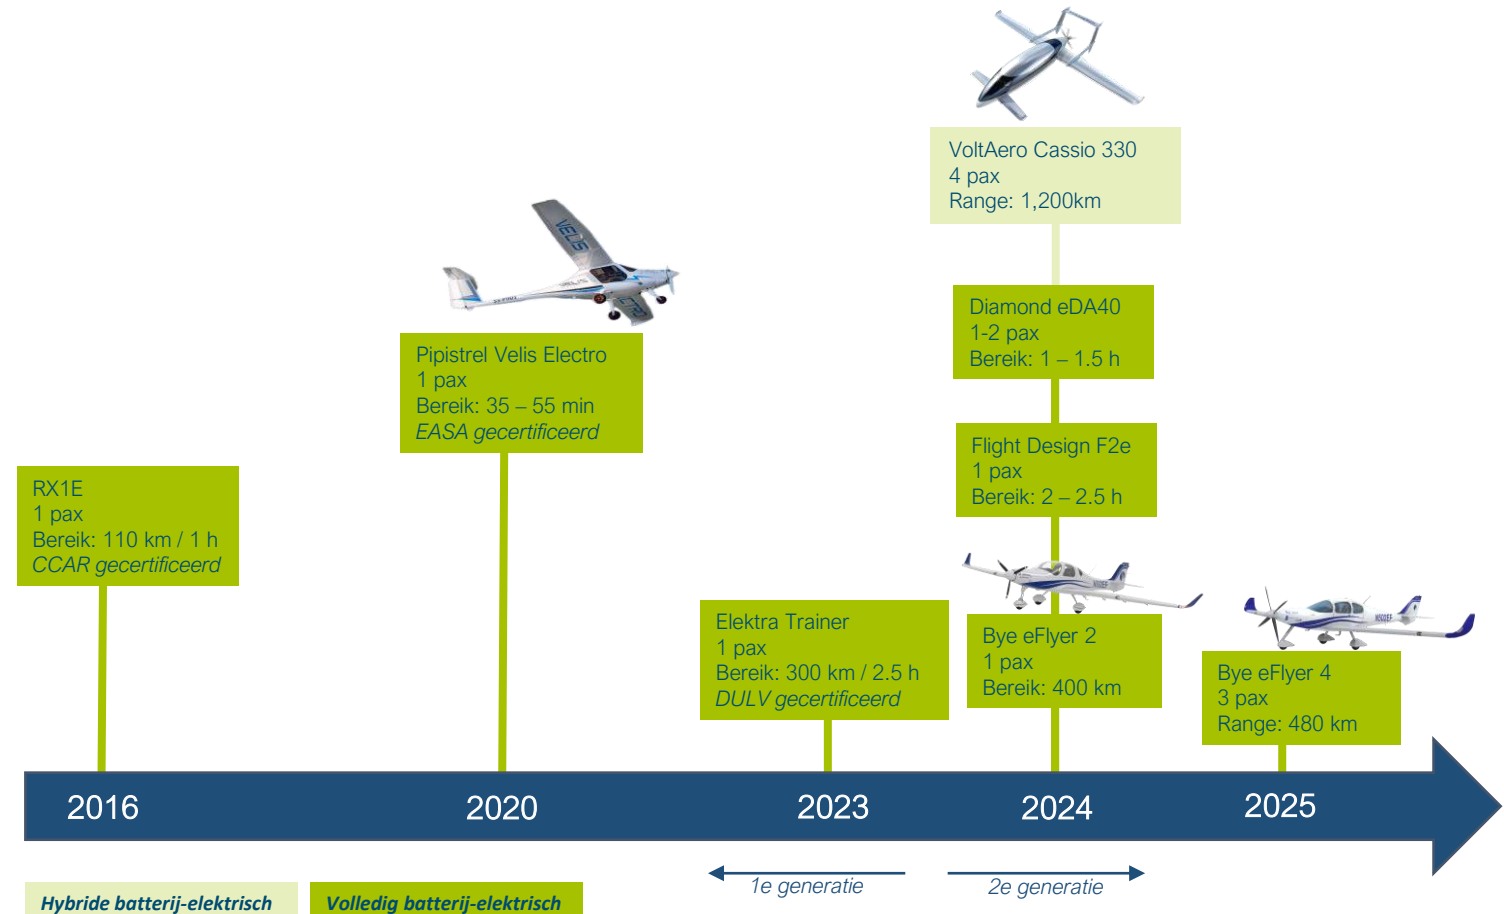 VoltAero Cassio 330
4 pax
Range: 1,200km
VELIS
Diamond eDA40
1-2 pax
Bereik: 1 – 1.5 h
Pipistrel Velis Electro
1 pax
Bereik: 35 – 55 min
EASA gecertificeerd
Flight Design F2e
1 pax
Bereik: 2 – 2.5 h
RX1E
1 pax
Bereik: 110 km / 1 h
CCAR gecertificeerd
Elektra Trainer
1 pax
Bereik: 300 km / 2.5 h
DULV gecertificeerd
Bye eFlyer 2
1 pax
Bereik: 400 km
Bye eFlyer 4
3 pax
Range: 480 km
2016
2020
2023
2024
2025
1e generatie
2e generatie
Hybride batterij-elektrisch
Volledig batterij-elektrisch